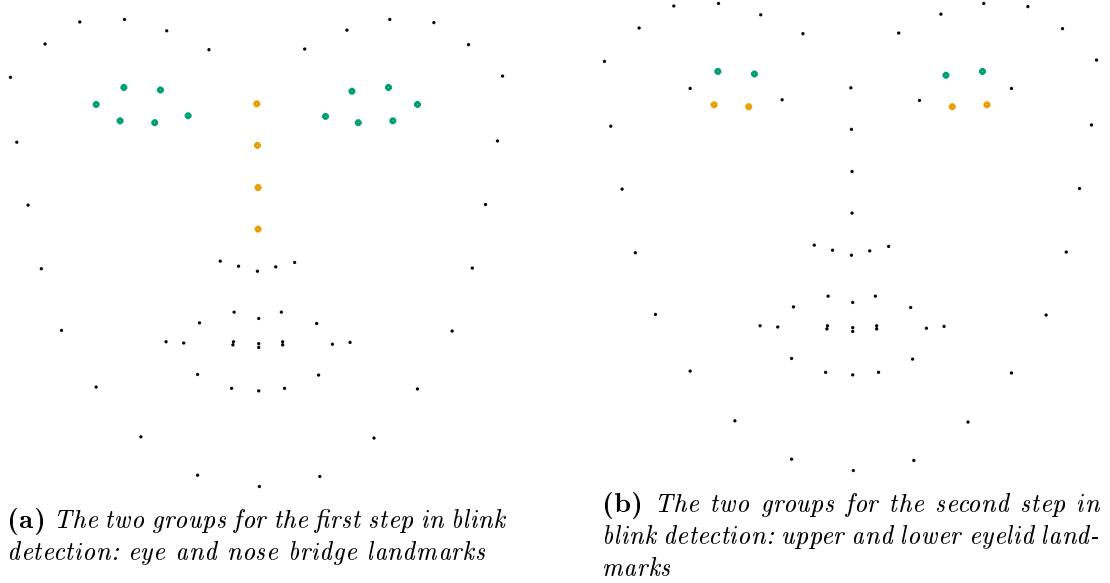 (a) The two groups for the first step in blink
detection: eye and nose bridge landmarks
(b) The two groups for the second step in
blink detection: upper and lower eyelid land-
marks